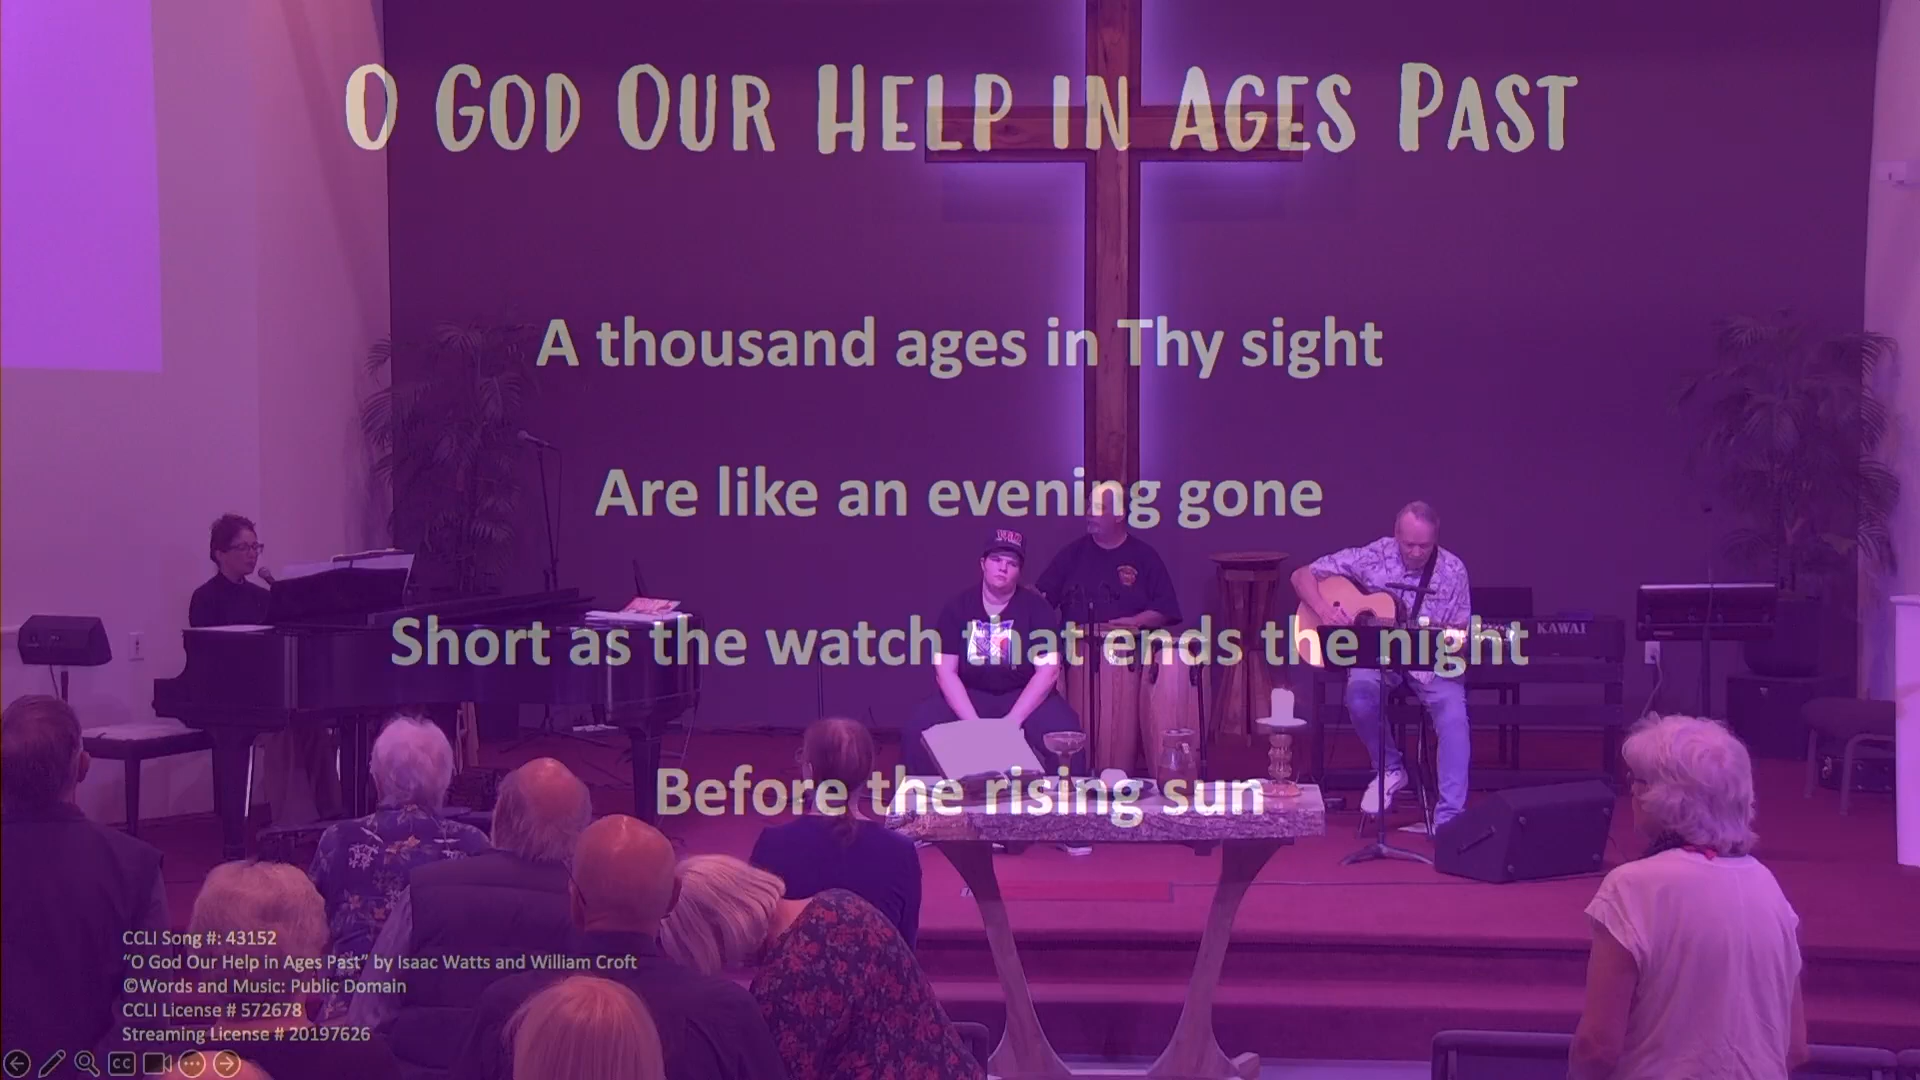 O God Our Help in Ages Past
A thousand ages in Thy sight
Are like an evening gone
Short as the watch that ends the night
Before the rising sun
KAWAI
CCLI Song #: 43152
“O God Our Help in Ages Past” by Isaac Watts and William Croft
©Words and Music: Public Domain
CCLI License # 572678
Streaming License # 20197626
CC